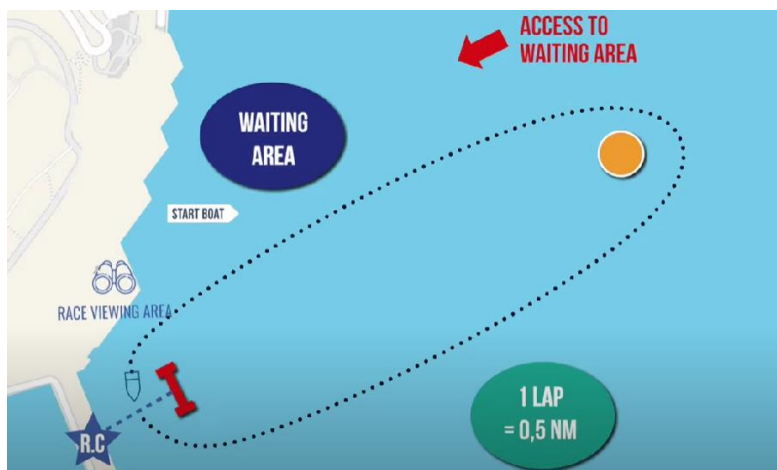 ACCESS TO
WAITING AREA
WAITING
AREA
START BOAT
RACE VIEWING AREA
1 LAP
= 0,5 NM
R.C